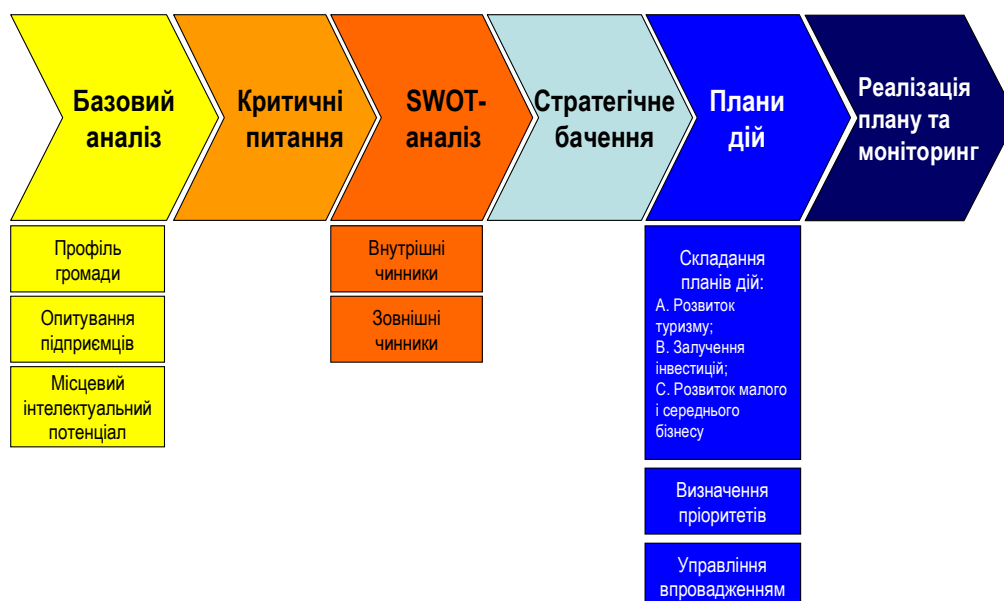 Базовий
аналіз
Критичні
питання
SWOT-
аналіз
Стратегічне
бачення
Плани
дій
Реалізація
плану та
моніторинг
Профіль
громади
Опитування
підприємців
Місцевий
інтелектуальний
потенціал
Внутрішні
чинники
Зовнішні
чинники
Складання
планів дій:
А. Розвиток
туризму;
В. Залучення
інвестицій;
С. Розвиток малого
і середнього
бізнесу
Визначення
пріоритетів
Управління
впровадженням